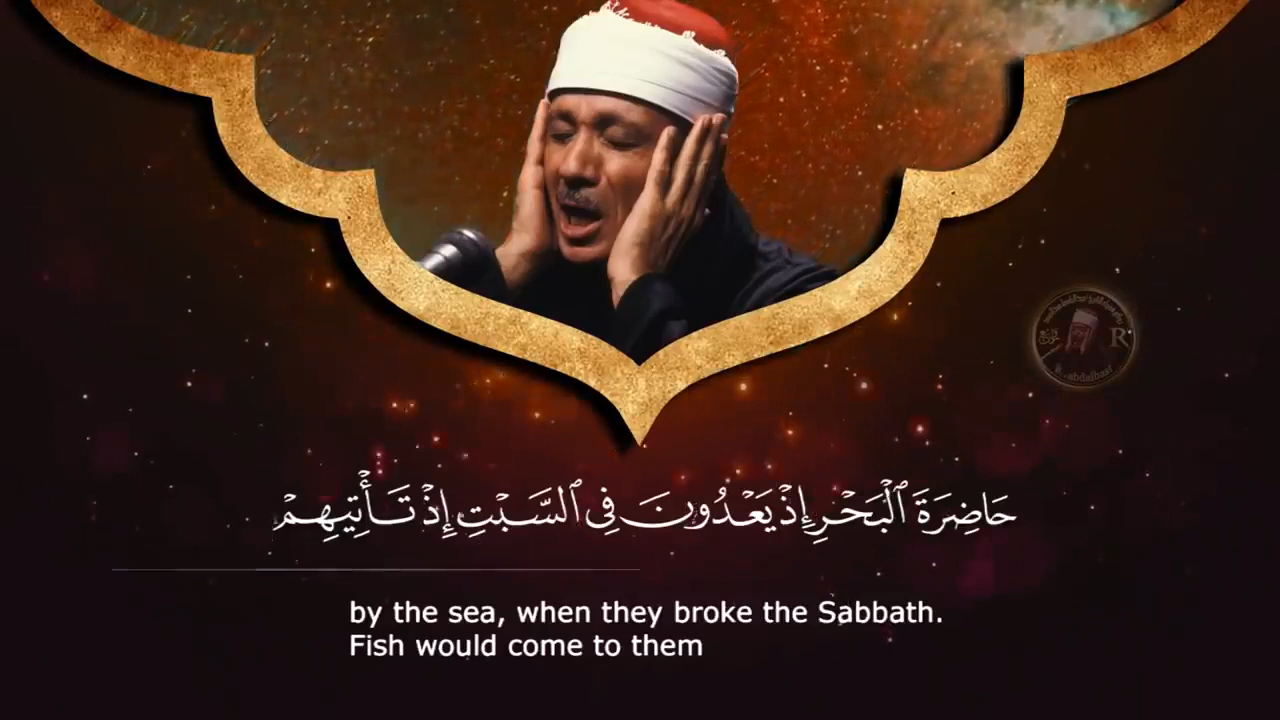 حَاضِرَةَ ٱلْبَحْرِ إِذْ يَعْدُونَ فِى ٱلسَّبْتِ إِذْ تَأْتِيهِمْ
R
by the sea, when they broke the Sabbath.
Fish would come to them